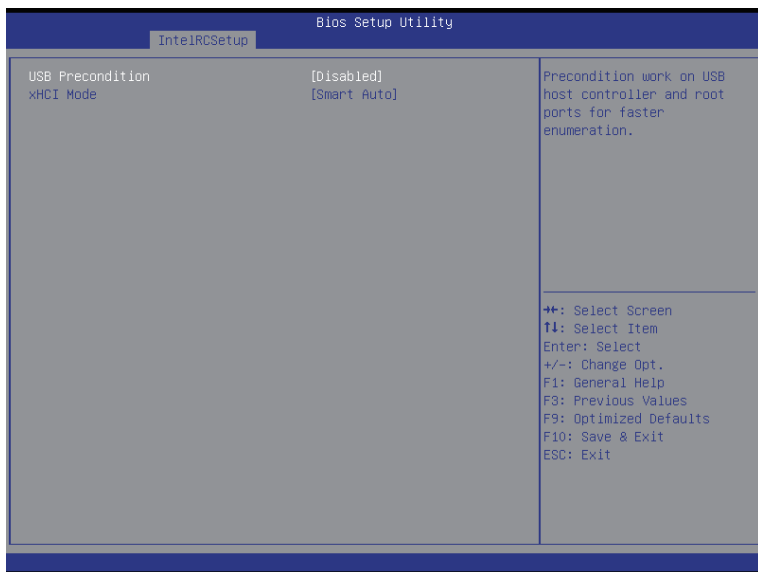 Bios Setup Utility
IntelRCSetup
USB Precondition [Disabled]
xHCI Mode [Smart Auto]
Precondition work on USB
host controller and root
ports for faster
enumeration.
→←: Select Screen
↑↓: Select Item
Enter: Select
+/-: Change Opt.
F1: General Help
F3: Previous Values
F9: Optimized Defaults
F10: Save & Exit
ESC: Exit